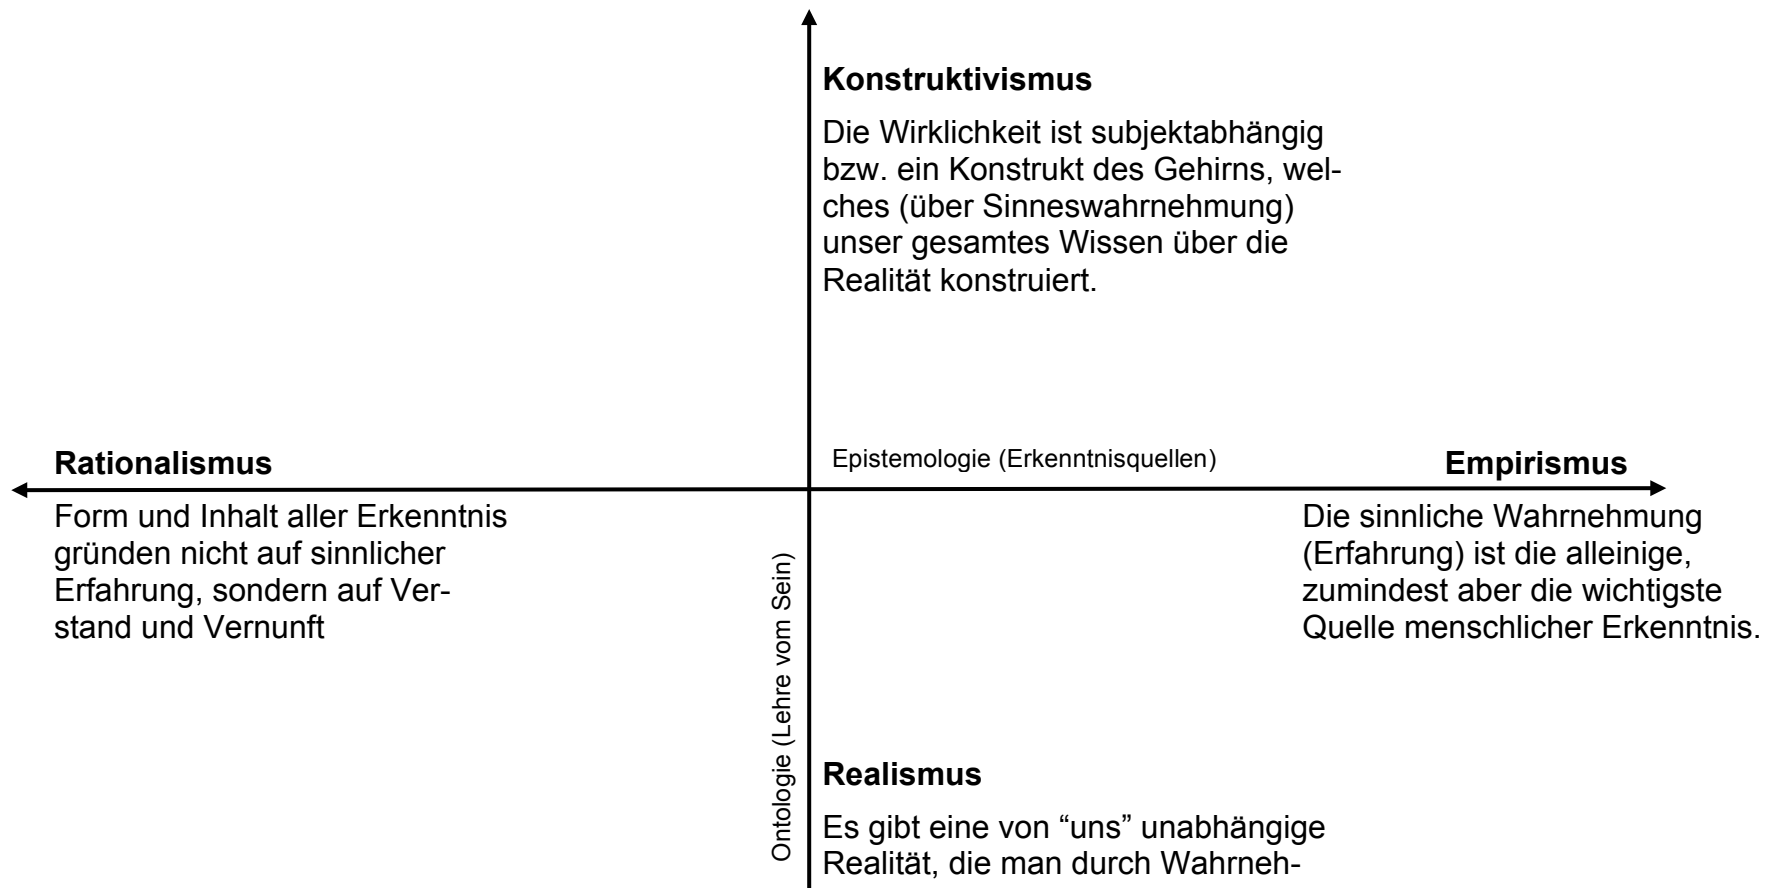 Konstruktivismus
Die Wirklichkeit ist subjektabhängig
bzw. ein Konstrukt des Gehirns, wel-
ches (über Sinneswahrnehmung)
unser gesamtes Wissen über die
Realität konstruiert.
Rationalismus
Epistemologie (Erkenntnisquellen)
Empirismus
Form und Inhalt aller Erkenntnis
gründen nicht auf sinnlicher
Erfahrung, sondern auf Ver-
stand und Vernunft
Die sinnliche Wahrnehmung
(Erfahrung) ist die alleinige,
zumindest aber die wichtigste
Quelle menschlicher Erkenntnis.
Ontologie (Lehre vom Sein)
Realismus
Es gibt eine von “uns” unabhängige
Realität, die man durch Wahrneh-